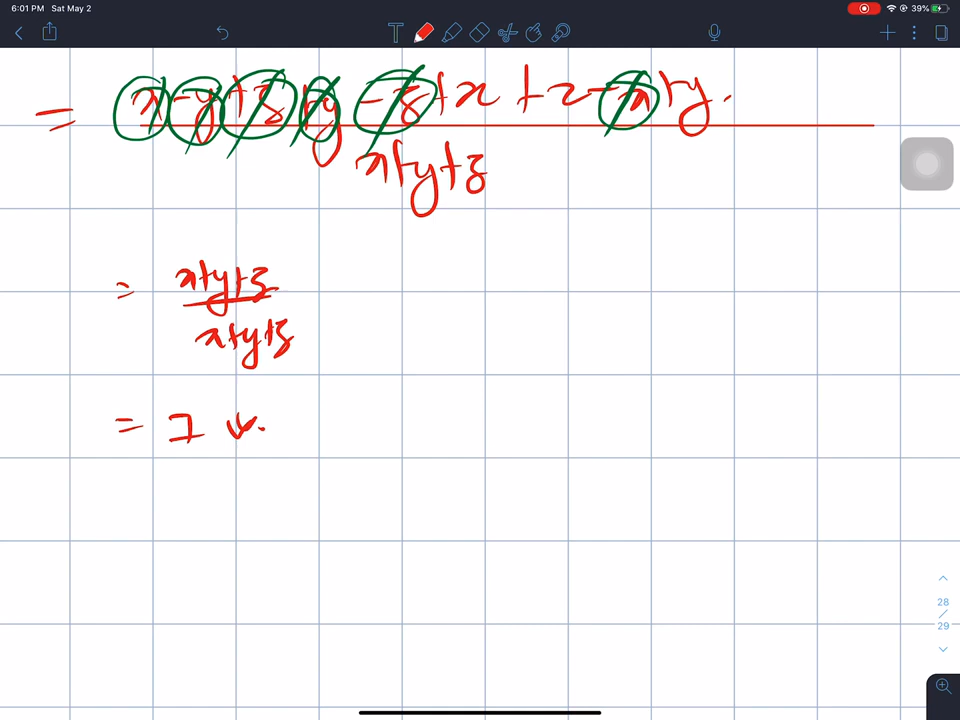 6:01 PM Sat May 2
39%
T
= x - y + z + y - z + x + z - x + y .
x+y+z
= x+y+z
x+y+z
= 1
28
/
29